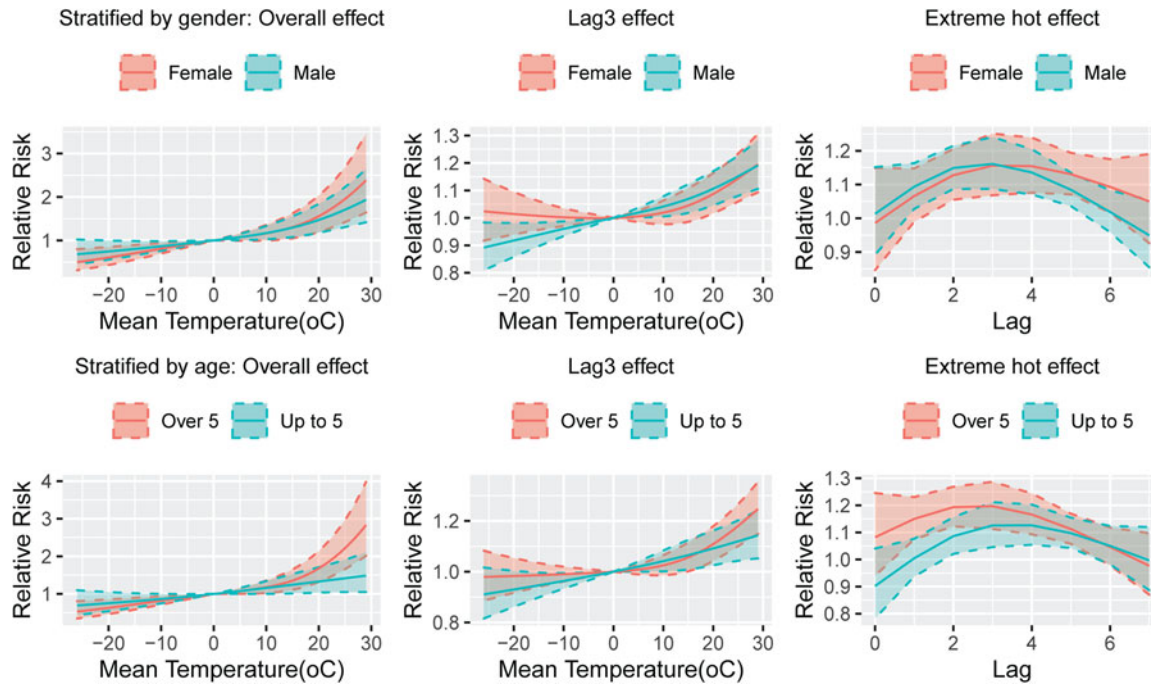 Stratified by gender: Overall effect
Female Male
Relative Risk
3
2
1
−20 −10 0 10 20 30
Mean Temperature(oC)
Lag3 effect
Female Male
Relative Risk
1.3
1.2
1.1
1.0
0.9
0.8
−20 −10 0 10 20 30
Mean Temperature(oC)
Extreme hot effect
Female Male
Relative Risk
1.2
1.1
1.0
0.9
0 2 4 6
Lag
Stratified by age: Overall effect
Over 5 Up to 5
Relative Risk
4
3
2
1
−20 −10 0 10 20 30
Mean Temperature(oC)
Lag3 effect
Over 5 Up to 5
Relative Risk
1.2
1.0
0.8
−20 −10 0 10 20 30
Mean Temperature(oC)
Extreme hot effect
Over 5 Up to 5
Relative Risk
1.3
1.2
1.1
1.0
0.9
0.8
0 2 4 6
Lag